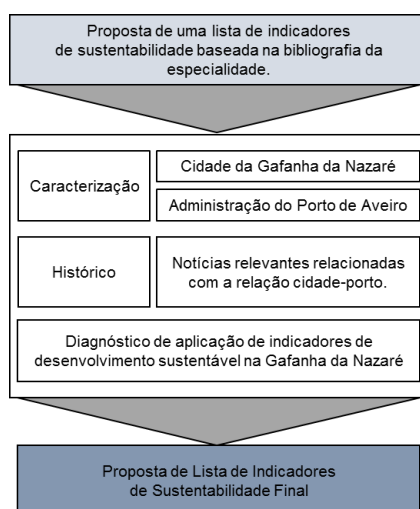 Proposta de uma lista de indicadores
de sustentabilidade baseada na bibliografia da
especialidade.
Caracterização
Cidade da Gafanha da Nazaré
Administração do Porto de Aveiro
Histórico
Notícias relevantes relacionadas
com a relação cidade-porto.
Diagnóstico de aplicação de indicadores de
desenvolvimento sustentável na Gafanha da Nazaré
Proposta de Lista de Indicadores
de Sustentabilidade Final